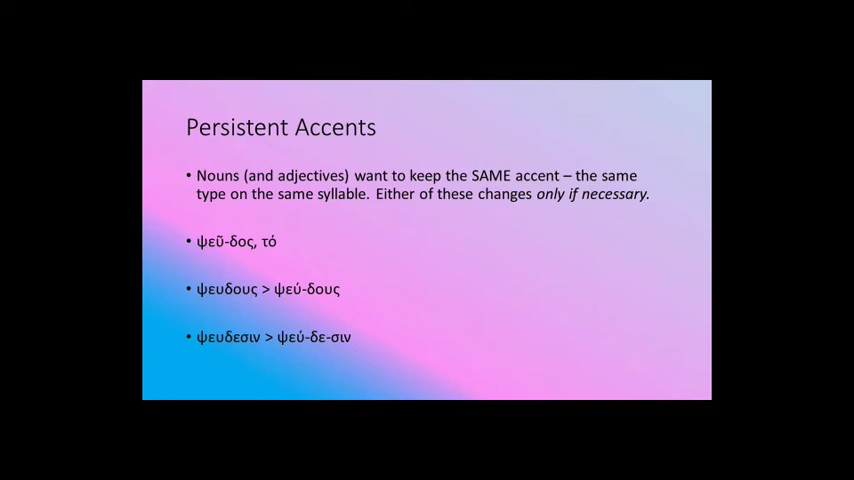 Persistent Accents
• Nouns (and adjectives) want to keep the SAME accent – the same
type on the same syllable. Either of these changes only if necessary.
• ψεῦ-δος, τό
• ψευδους > ψεύ-δους
• ψευδεσιν > ψεύ-δε-σιν